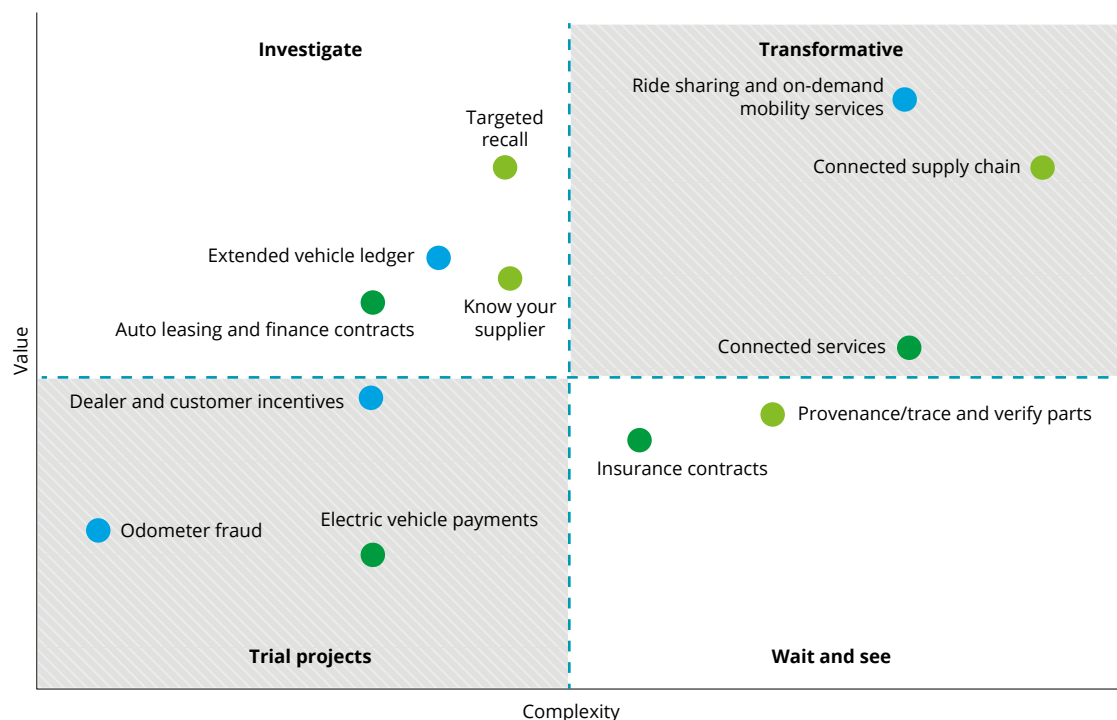 Investigate
Transformative
Ride sharing and on-demand
mobility services
Targeted
recall
Connected supply chain
Extended vehicle ledger
Know your
supplier
Auto leasing and finance contracts
Connected services
Value
Dealer and customer incentives
Provenance/trace and verify parts
Insurance contracts
Electric vehicle payments
Odometer fraud
Trial projects
Wait and see
Complexity